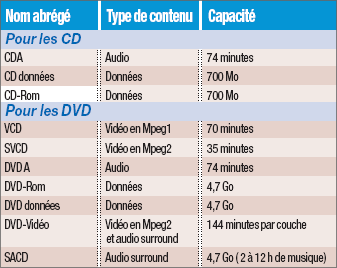 Nom abrégé Type de contenu Capacité
Pour les CD
CDA Audio 74 minutes
CD données Données 700 Mo
CD-Rom Données 700 Mo
Pour les DVD
VCD Vidéo en Mpeg1 70 minutes
SVCD Vidéo en Mpeg2 35 minutes
DVD A Audio 74 minutes
DVD-Rom Données 4,7 Go
DVD données Données 4,7 Go
DVD-Vidéo Vidéo en Mpeg2 144 minutes par couche
et audio surround
SACD Audio surround 4,7 Go ( 2 à 12 h de musique)